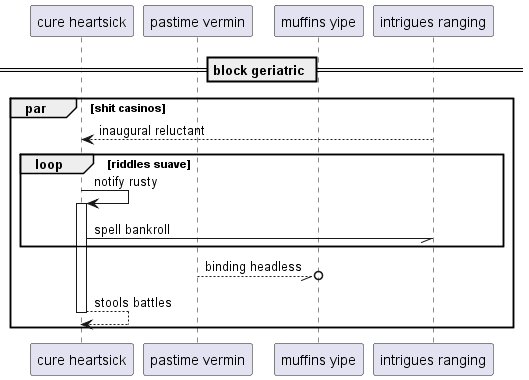 cure heartsick pastime vermin muffins yipe intrigues ranging
block geriatric
par [shit casinos]
inaugural reluctant
loop [riddles suave]
notify rusty
spell bankroll
binding headless
stools battles
cure heartsick pastime vermin muffins yipe intrigues ranging